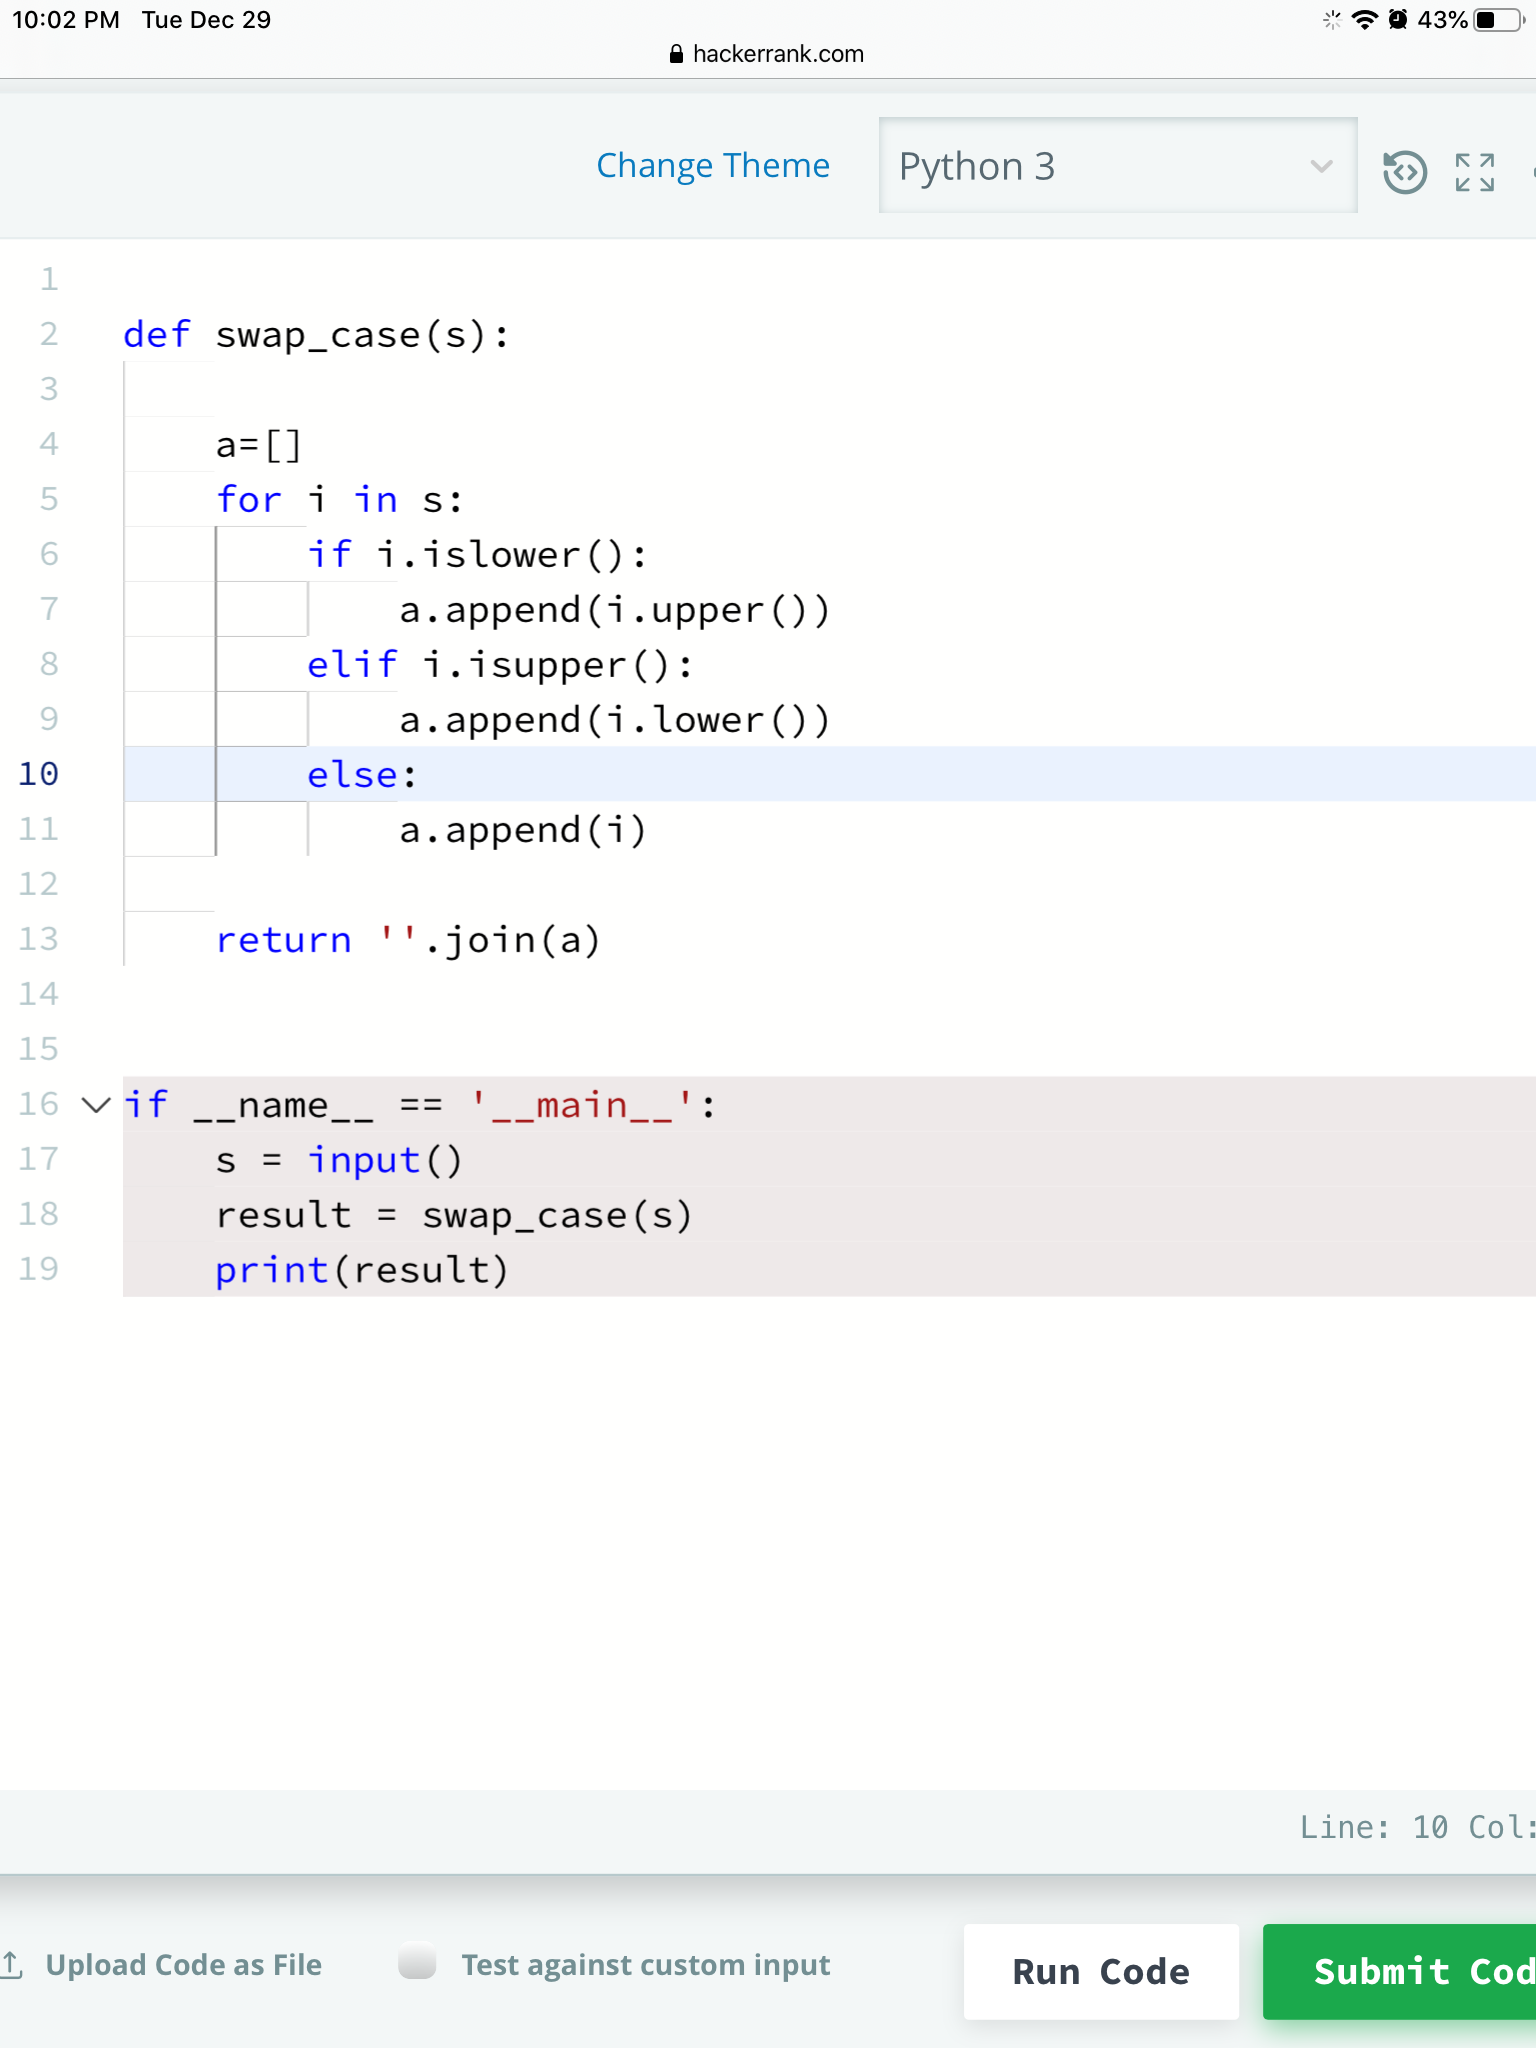 10:02 PM Tue Dec 29 43%
hackerrank.com
Change Theme Python 3
1
2 def swap_case(s):
3
4 a=[]
5 for i in s:
6 if i.islower():
7 a.append(i.upper())
8 elif i.isupper():
9 a.append(i.lower())
10 else:
11 a.append(i)
12
13 return ''.join(a)
14
15
16 if __name__ == '__main__':
17 s = input()
18 result = swap_case(s)
19 print(result)
Line: 10 Col:
Upload Code as File Test against custom input Run Code Submit Cod